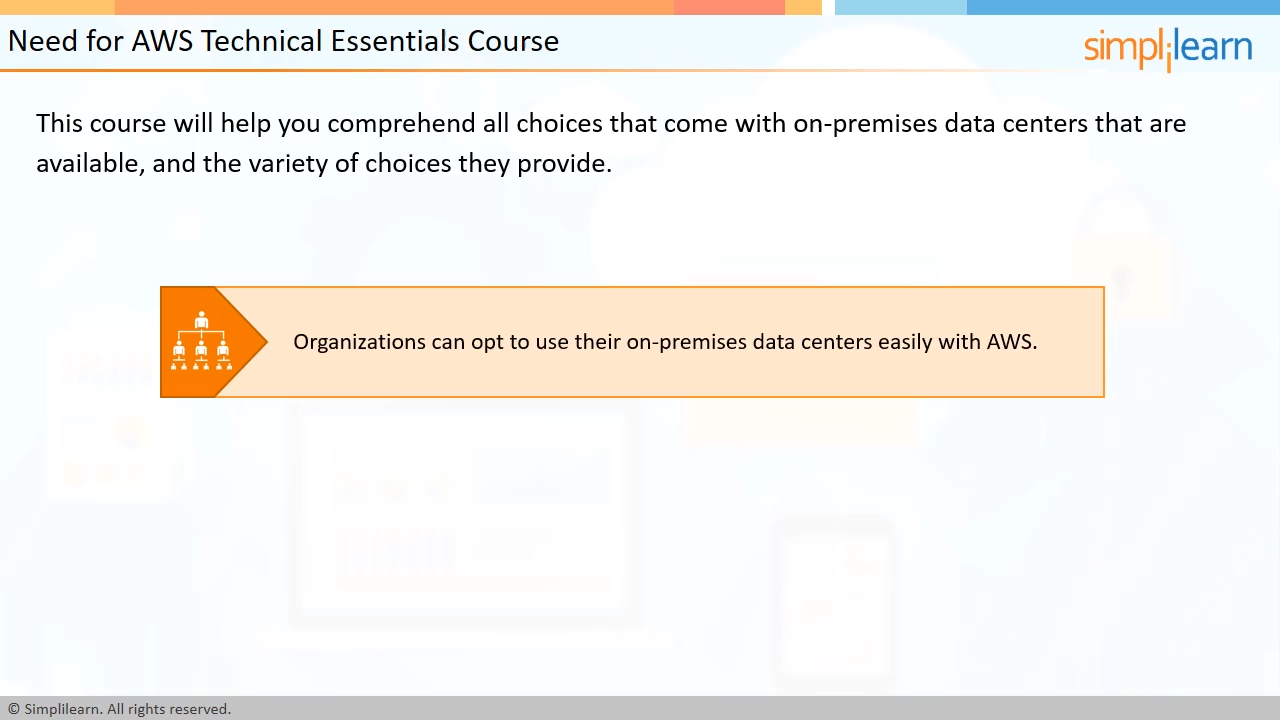 Need for AWS Technical Essentials Course
simplilearn
This course will help you comprehend all choices that come with on-premises data centers that are
available, and the variety of choices they provide.
Organizations can opt to use their on-premises data centers easily with AWS.
© Simplilearn. All rights reserved.